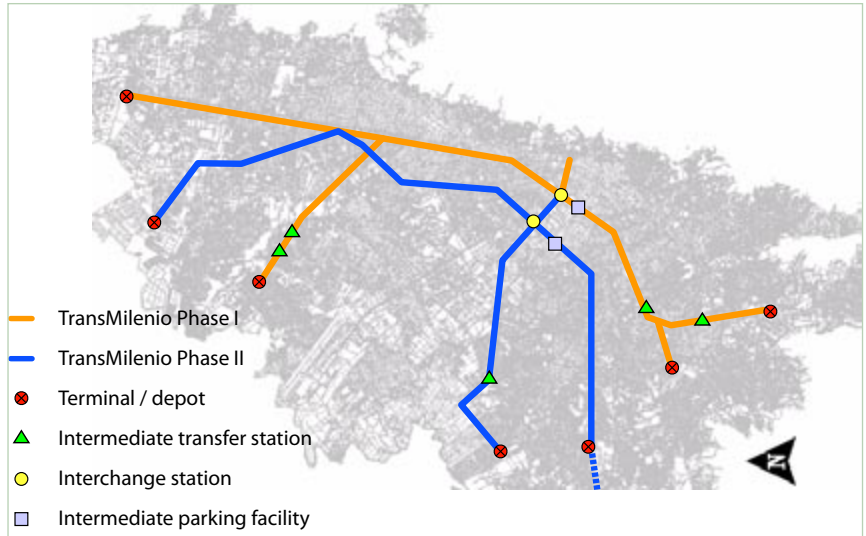 TransMilenio Phase I
TransMilenio Phase II
Terminal / depot
Intermediate transfer station
Interchange station
Intermediate parking facility
N